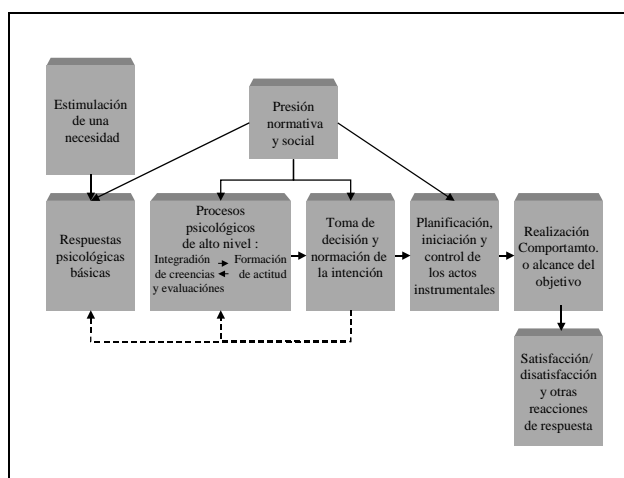 Estimulación
de una
necesidad
Presión
normativa
y social
Respuestas
psicológicas
básicas
Procesos
psicológicos
de alto nivel :
Integradión
de creencias
y evaluaciónes
Formación
de actitud
Toma de
decisión y
normación de
la intención
Planificación,
iniciación y
control de
los actos
instrumentales
Realización
Comportamto.
o alcance del
objetivo
Satisfacción/
disatisfacción
y otras
reacciones
de respuesta